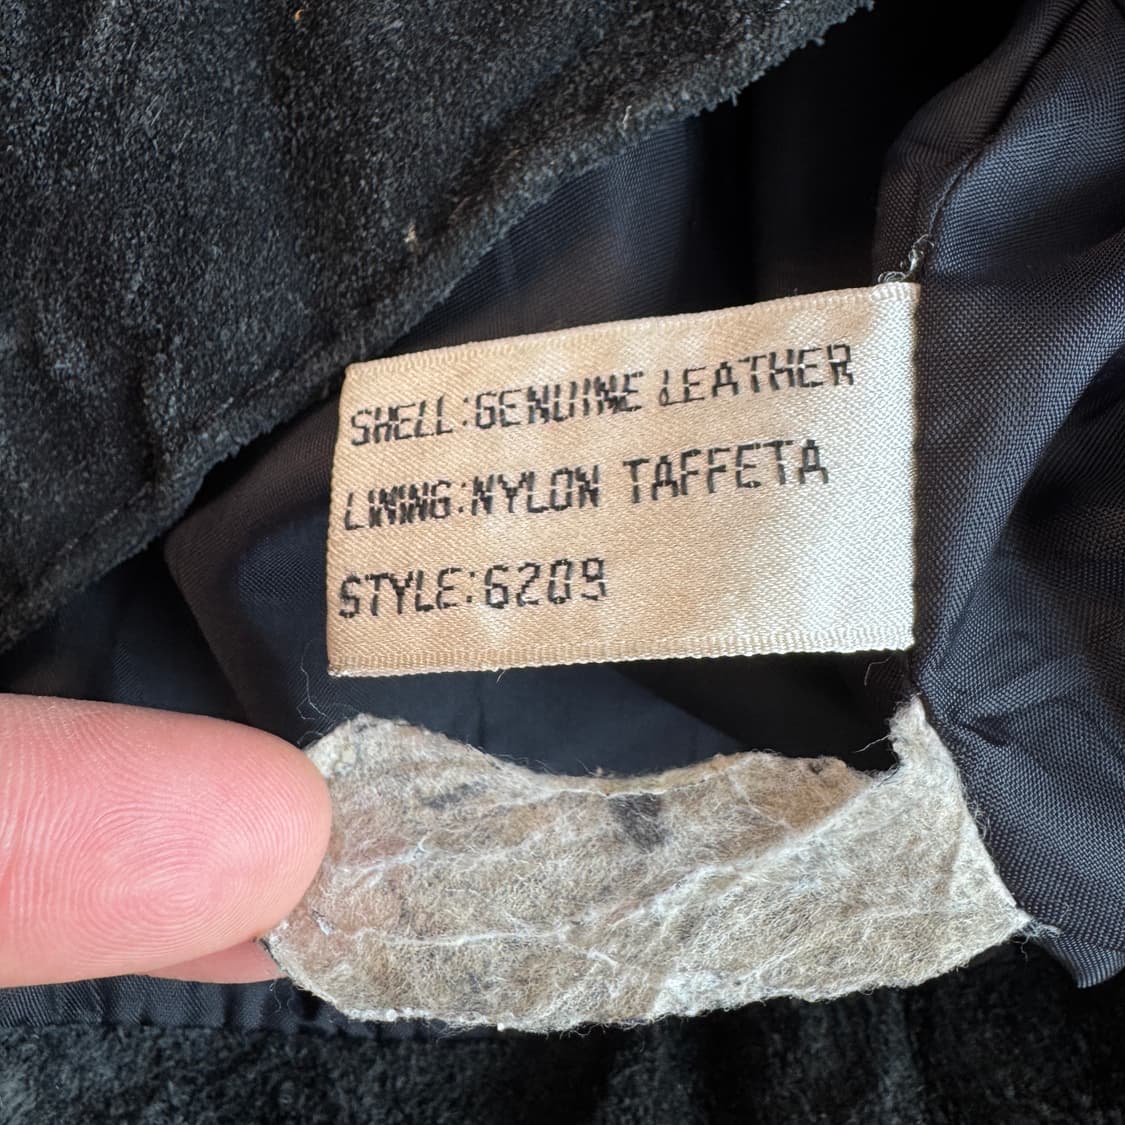 SHELL:GENUINE LEATHER
LINING:NYLON TAFFETA
STYLE:6209